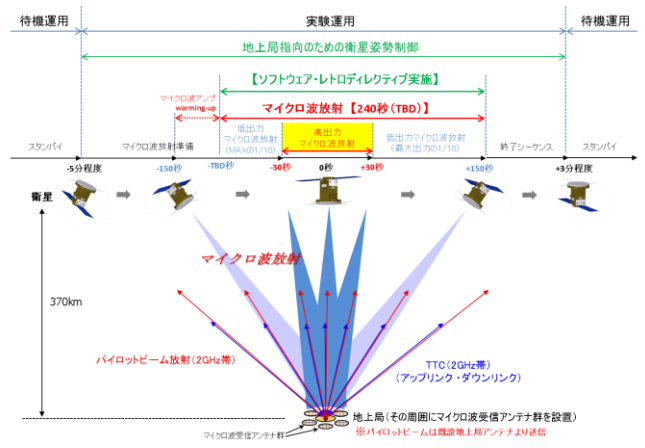 待機運用
実験運用
待機運用
地上局指向のための衛星姿勢制御
【ソフトウェア・レトロディレクティブ実施】
マイクロ波アンプ
warming-up
マイクロ波放射【240秒(TBD)】
低出力
マイクロ波放射
(MAXの1/10)
高出力
マイクロ波放射
低出力マイクロ波放射
(最大出力の1/10)
スタンバイ
マイクロ波放射準備
終了シーケンス
スタンバイ
-5分程度
-150秒
-TBD秒
-30秒
0秒
+30秒
+150秒
+3分程度
衛星
マイクロ波放射
370km
パイロットビーム放射(2GHz帯)
TTC(2GHz帯)
(アップリンク・ダウンリンク)
地上局(その周囲にマイクロ波受信アンテナ群を設置)
マイクロ波受信アンテナ群
※パイロットビームは既設地上局アンテナより送信